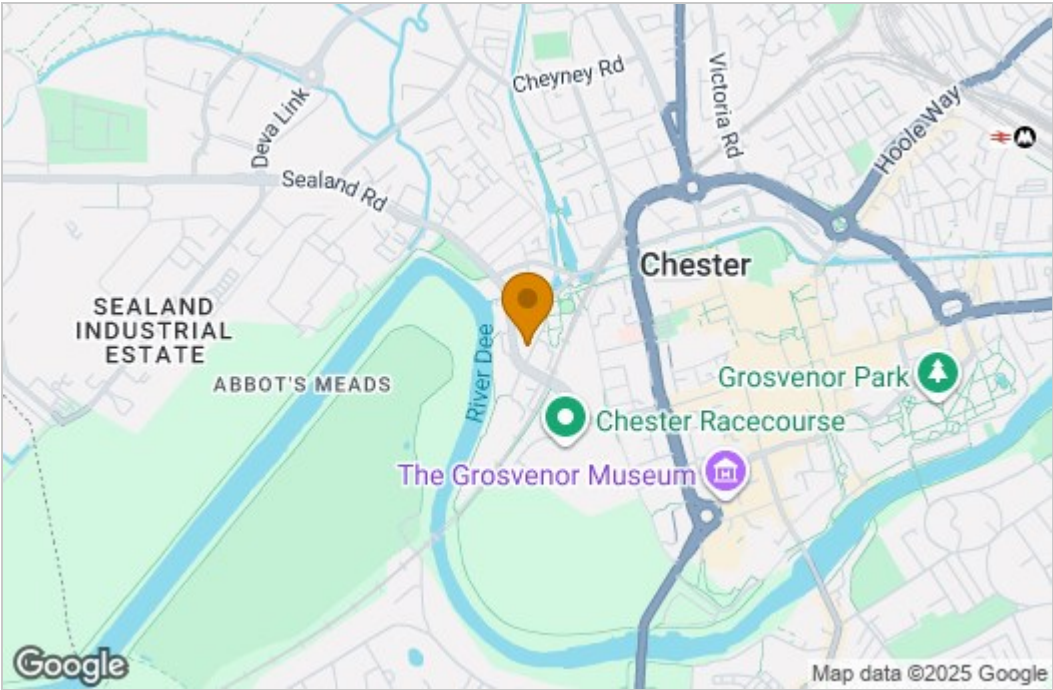 Cheyney Rd
Victoria Rd
Deva Link
Hoole Way
Sealand Rd
Chester
SEALAND
INDUSTRIAL
ESTATE
River Dee
ABBOT'S MEADS
Grosvenor Park
Chester Racecourse
The Grosvenor Museum
M
Google
Map data ©2025 Google